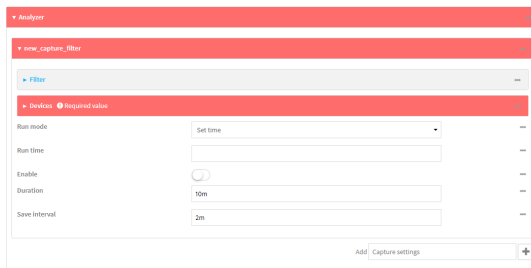 Analyzer
new_capture_filter
Filter
Devices Required value
Run mode Set time
Run time
Enable
Duration 10m
Save interval 2m
Add Capture settings